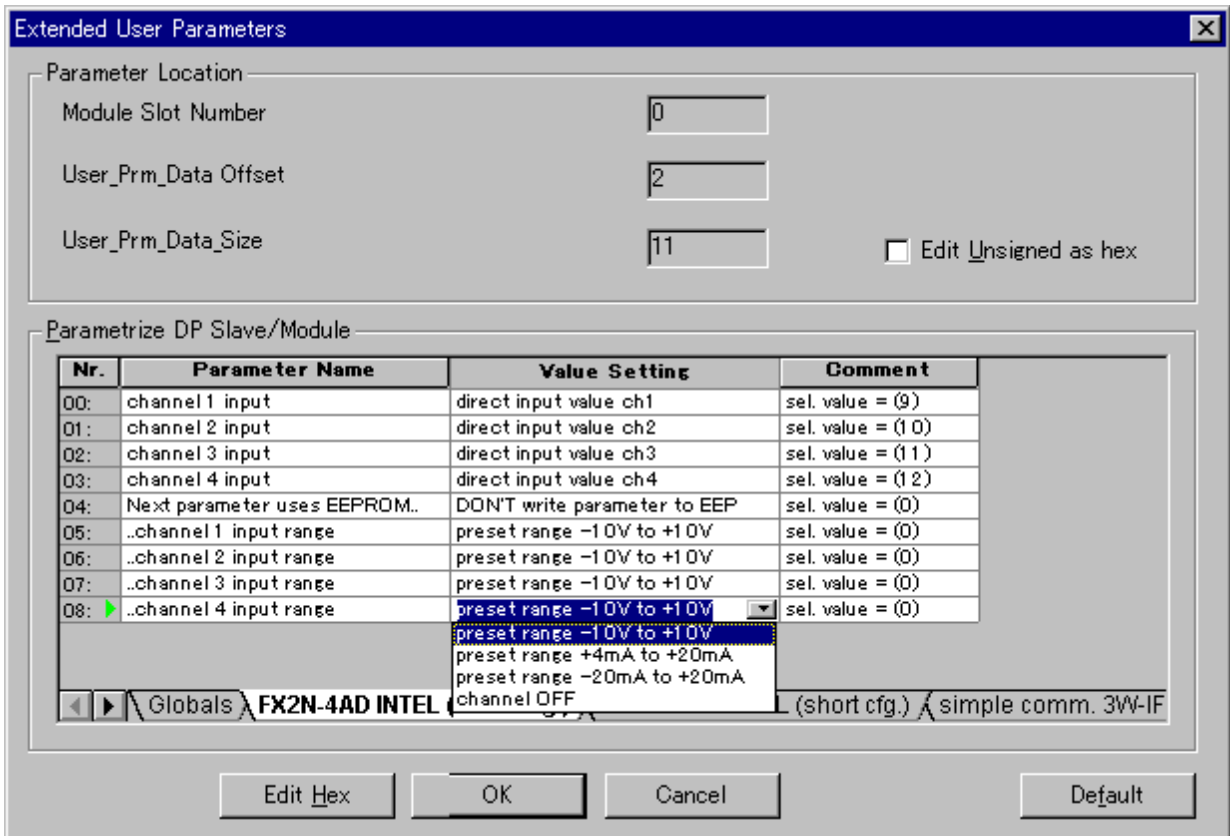 Extended User Parameters
Parameter Location
Module Slot Number 0
User_Prm_Data Offset 2
User_Prm_Data_Size 11 Edit Unsigned as hex
Parametrize DP Slave/Module
Nr. Parameter Name Value Setting Comment
00: channel 1 input direct input value ch1 sel. value = (9)
01: channel 2 input direct input value ch2 sel. value = (10)
02: channel 3 input direct input value ch3 sel. value = (11)
03: channel 4 input direct input value ch4 sel. value = (12)
04: Next parameter uses EEPROM.. DON'T write parameter to EEP sel. value = (0)
05: ..channel 1 input range preset range -10V to +10V sel. value = (0)
06: ..channel 2 input range preset range -10V to +10V sel. value = (0)
07: ..channel 3 input range preset range -10V to +10V sel. value = (0)
08: ..channel 4 input range preset range -10V to +10V sel. value = (0)
preset range -10V to +10V
preset range +4mA to +20mA
preset range -20mA to +20mA
channel OFF
Globals FX2N-4AD INTEL ( (short cfg.) simple comm. 3W-IF
Edit Hex OK Cancel Default